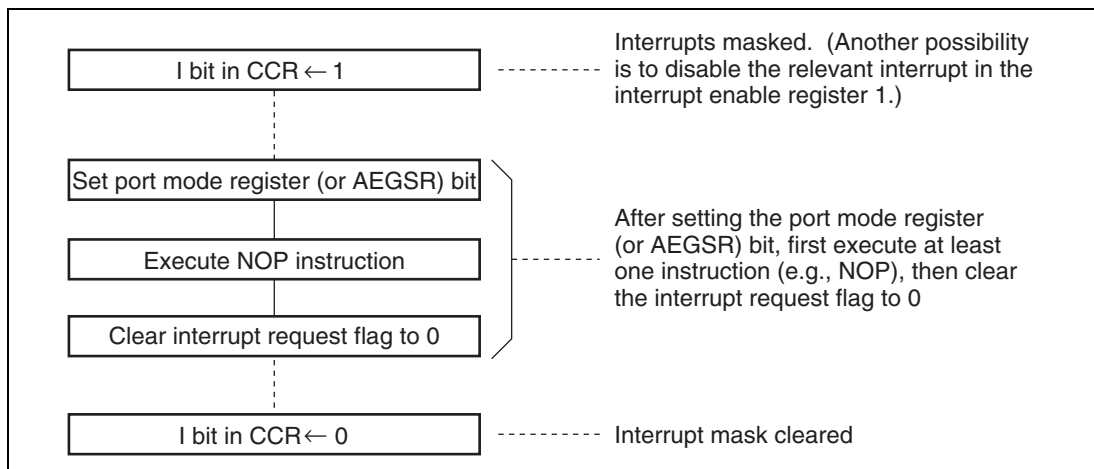 I bit in CCR ← 1
Interrupts masked. (Another possibility
is to disable the relevant interrupt in the
interrupt enable register 1.)
Set port mode register (or AEGSR) bit
Execute NOP instruction
Clear interrupt request flag to 0
After setting the port mode register
(or AEGSR) bit, first execute at least
one instruction (e.g., NOP), then clear
the interrupt request flag to 0
I bit in CCR ← 0
Interrupt mask cleared